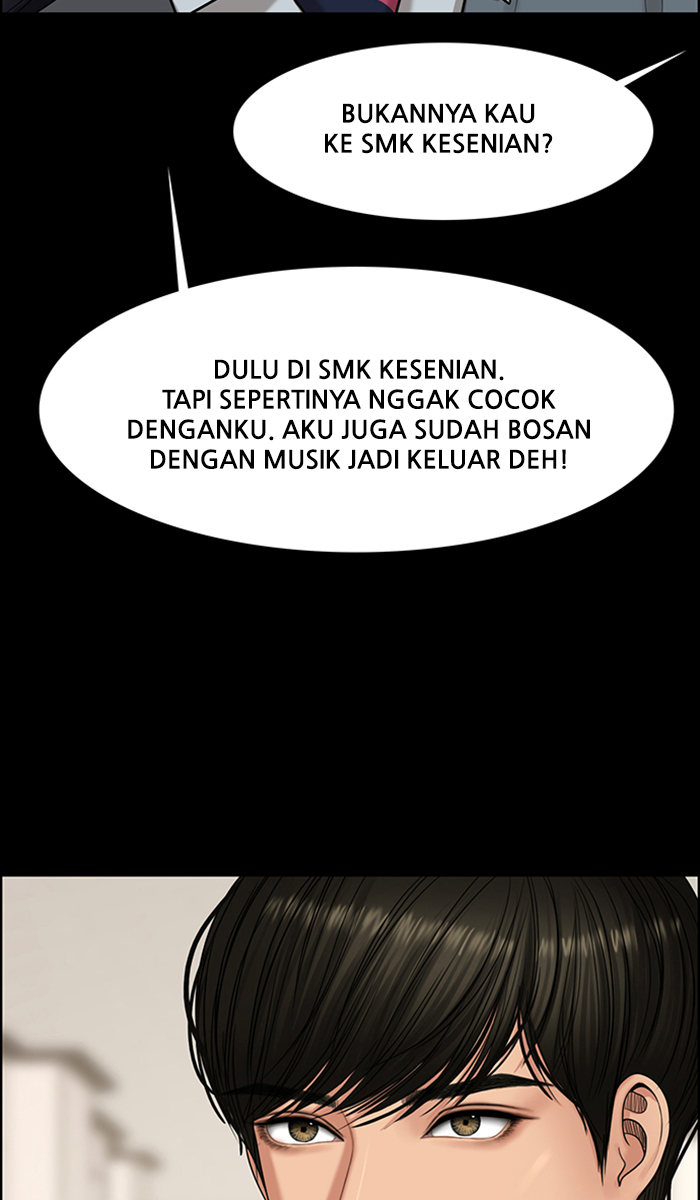 BUKANNYA KAU
KE SMK KESENIAN?
DULU DI SMK KESENIAN.
TAPI SEPERTINYA NGGAK COCOK
DENGANKU. AKU JUGA SUDAH BOSAN
DENGAN MUSIK JADI KELUAR DEH!